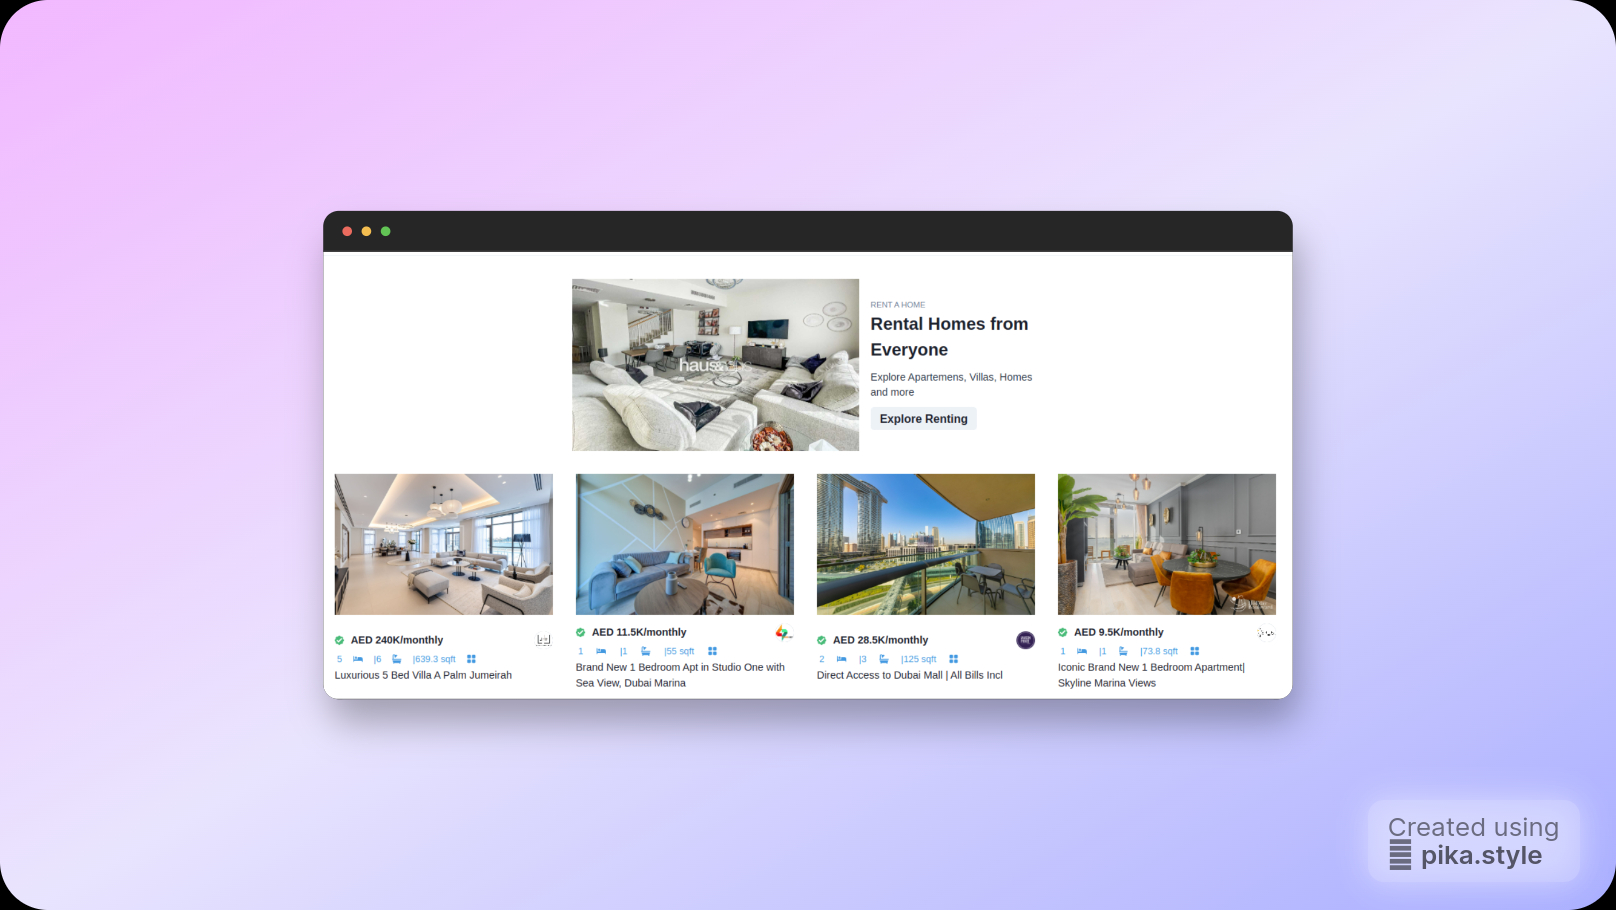 RENT A HOME
Rental Homes from
Everyone
Explore Apartemens, Villas, Homes
and more
Explore Renting
haus&
AED 240K/monthly
5 |6 |639.3 sqft
Luxurious 5 Bed Villa A Palm Jumeirah
AED 11.5K/monthly
1 |1 |55 sqft
Brand New 1 Bedroom Apt in Studio One with
Sea View, Dubai Marina
AED 28.5K/monthly
2 |3 |125 sqft
Direct Access to Dubai Mall | All Bills Incl
AED 9.5K/monthly
1 |1 |73.8 sqft
Iconic Brand New 1 Bedroom Apartment|
Skyline Marina Views
Created using
pika.style